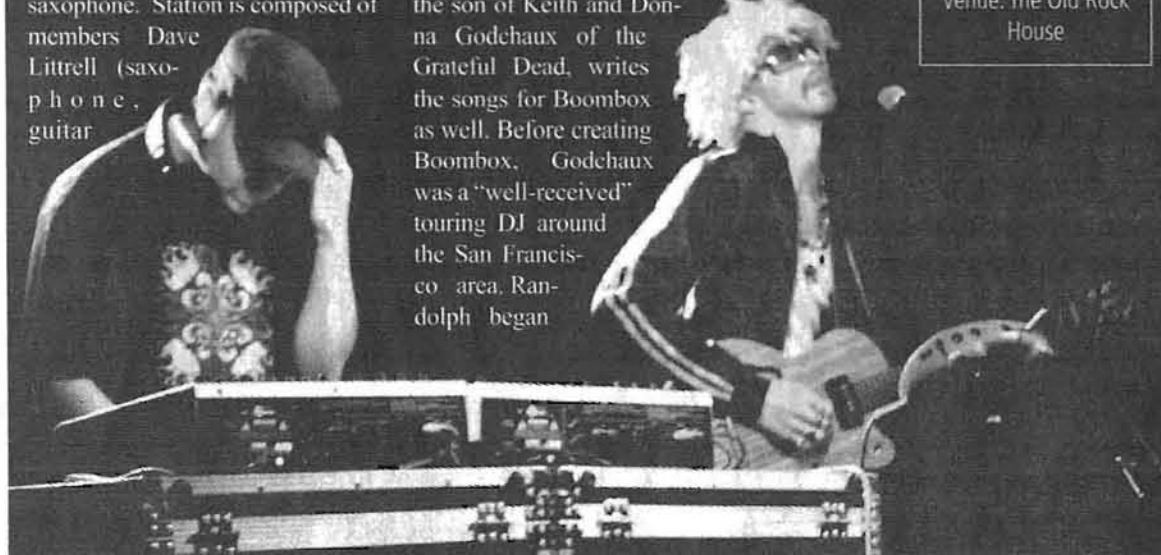 saxophone. Station is composed of
members Dave
Littrell (saxo-
phone,
guitar
the son of Keith and Don-
na Godchaux of the
Grateful Dead, writes
the songs for Boombox
as well. Before creating
Boombox, Godchaux
was a “well-received”
touring DJ around
the San Francis-
co area. Ran-
dolph began
Venue: The Old Rock
House